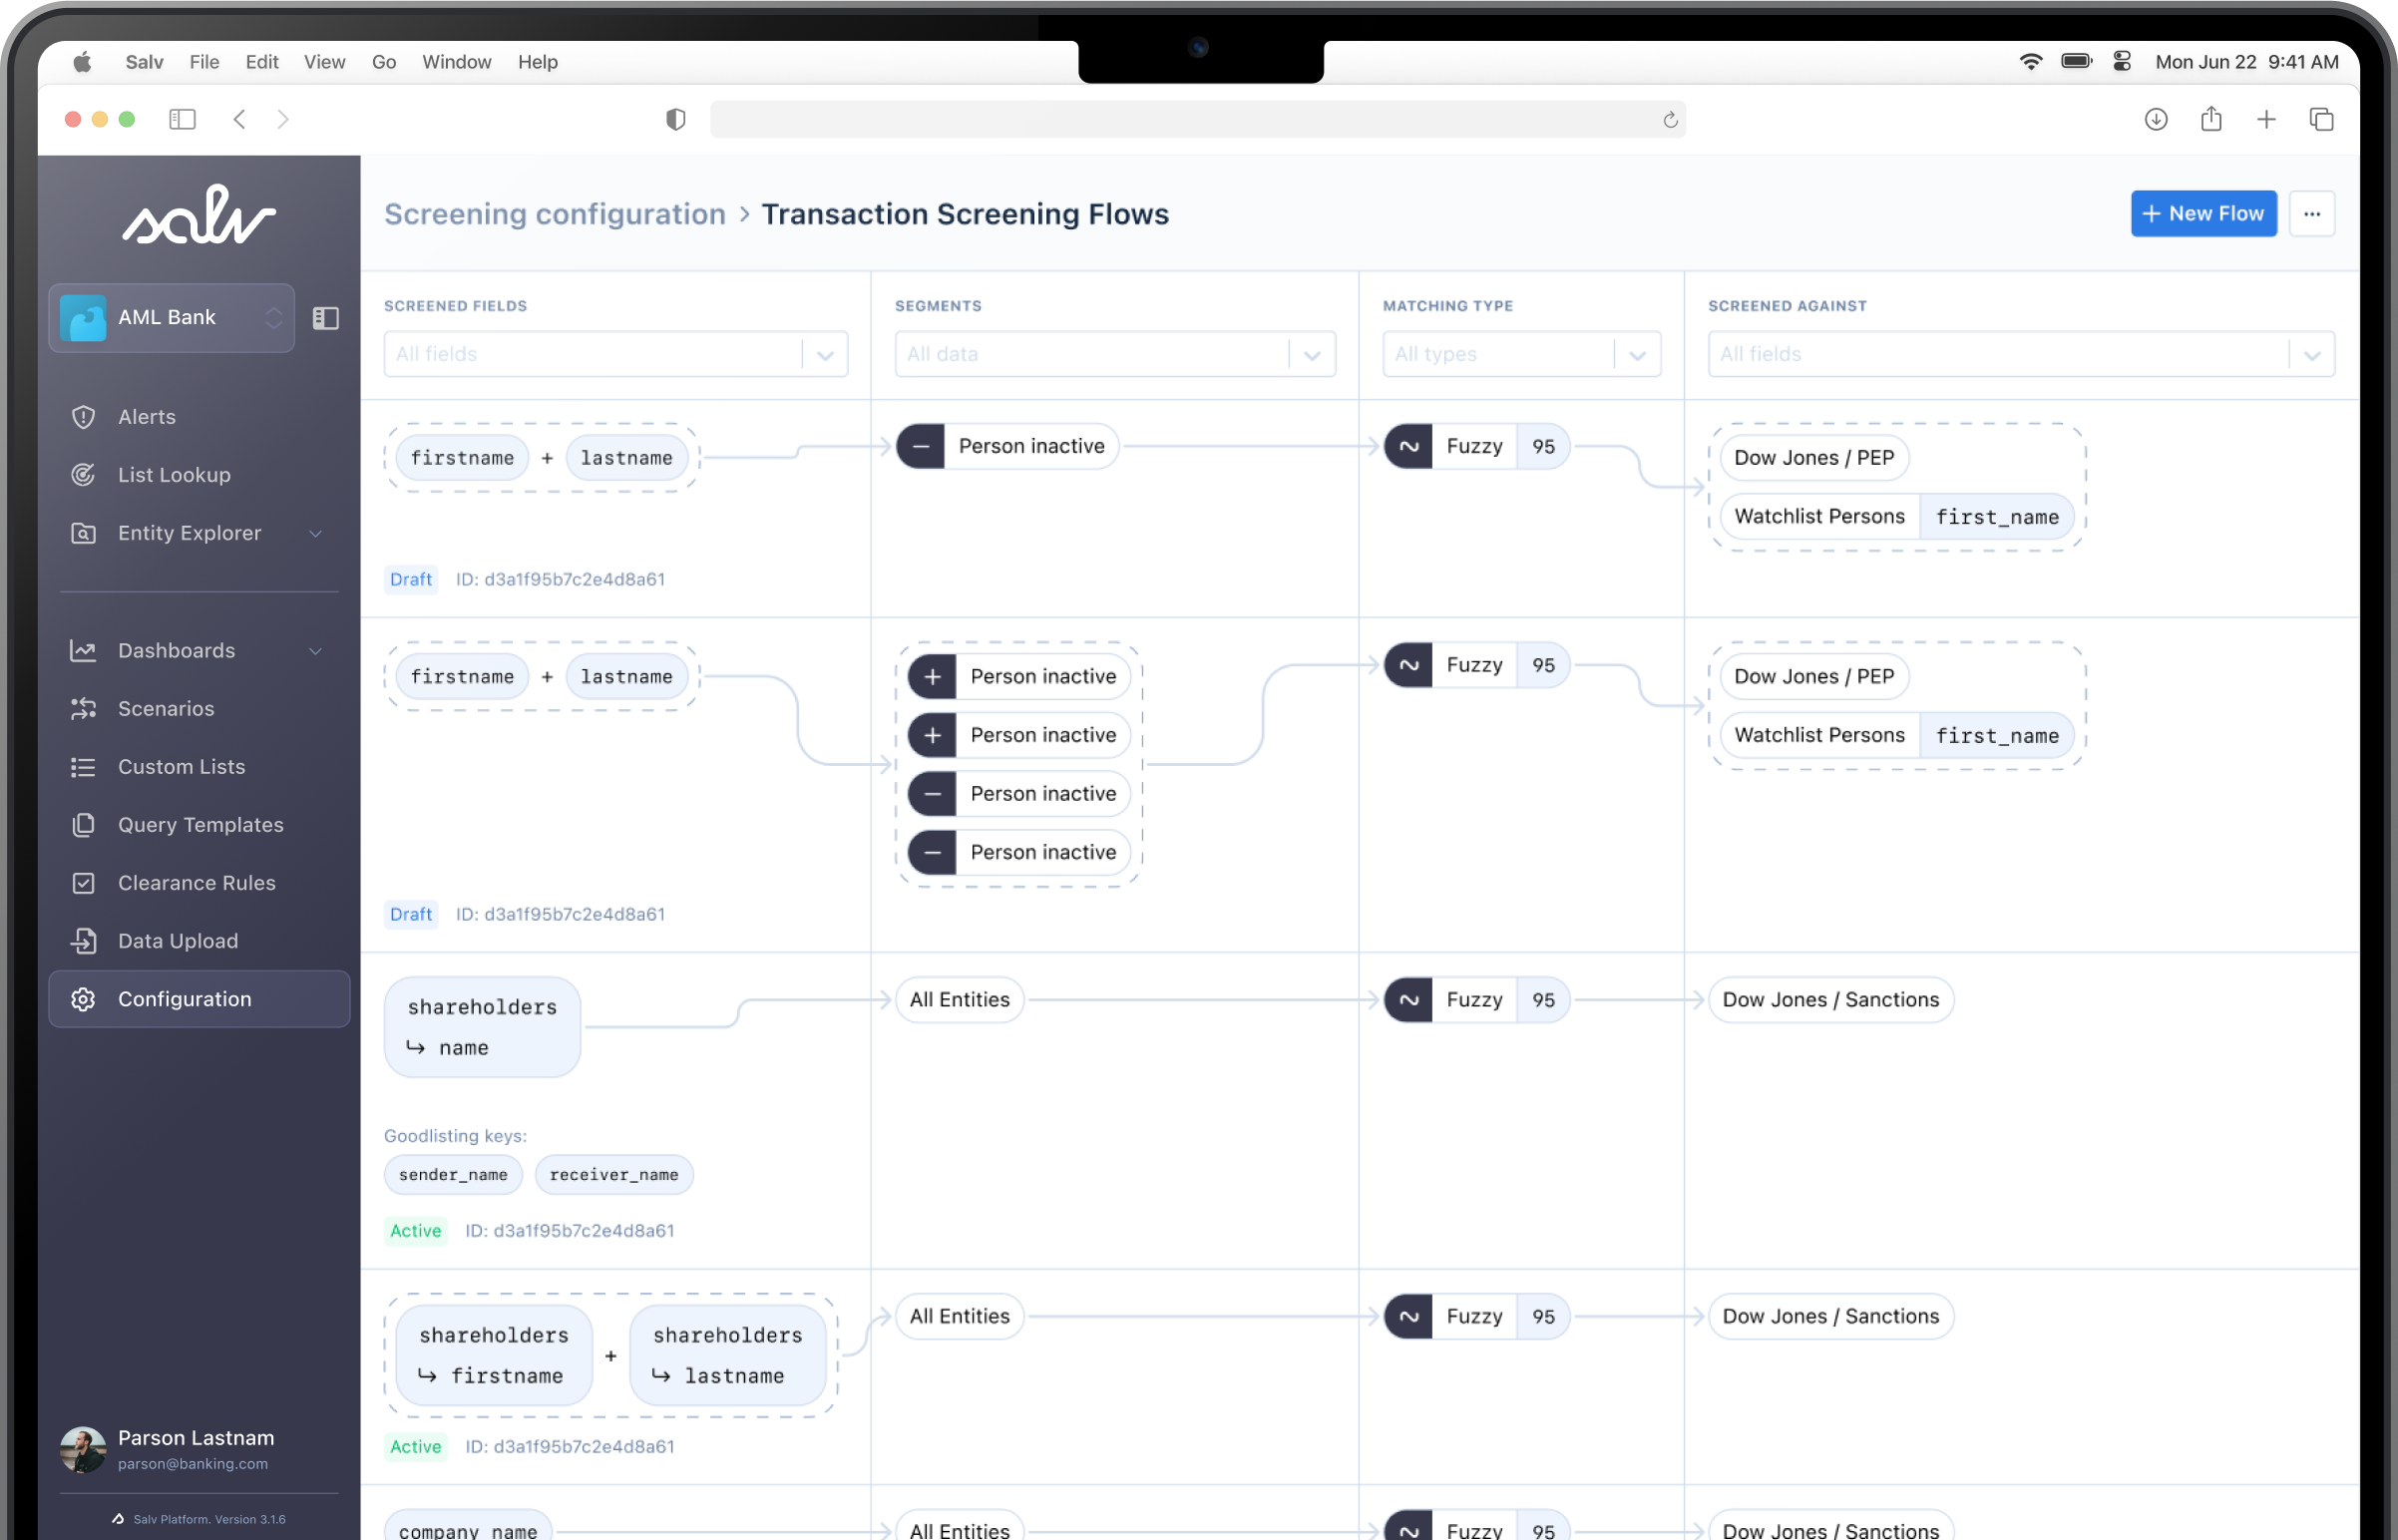 Salv File Edit View Go Window Help
Mon Jun 22 9:41 AM
salv
AML Bank
Alerts
List Lookup
Entity Explorer
Dashboards
Scenarios
Custom Lists
Query Templates
Clearance Rules
Data Upload
Configuration
Parson Lastnam
parson@banking.com
Salv Platform. Version 3.1.6
Screening configuration > Transaction Screening Flows
+ New Flow
...
SCREENED FIELDS SEGMENTS MATCHING TYPE SCREENED AGAINST
All fields All data All types All fields
firstname + lastname
− Person inactive
~ Fuzzy 95
Dow Jones / PEP
Watchlist Persons first_name
Draft ID: d3a1f95b7c2e4d8a61
firstname + lastname
+ Person inactive
+ Person inactive
− Person inactive
− Person inactive
~ Fuzzy 95
Dow Jones / PEP
Watchlist Persons first_name
Draft ID: d3a1f95b7c2e4d8a61
shareholders
↳ name
All Entities
~ Fuzzy 95
Dow Jones / Sanctions
Goodlisting keys:
sender_name receiver_name
Active ID: d3a1f95b7c2e4d8a61
shareholders + shareholders
↳ firstname ↳ lastname
All Entities
~ Fuzzy 95
Dow Jones / Sanctions
Active ID: d3a1f95b7c2e4d8a61
company_name
All Entities
~ Fuzzy 95
Dow Jones / Sanctions